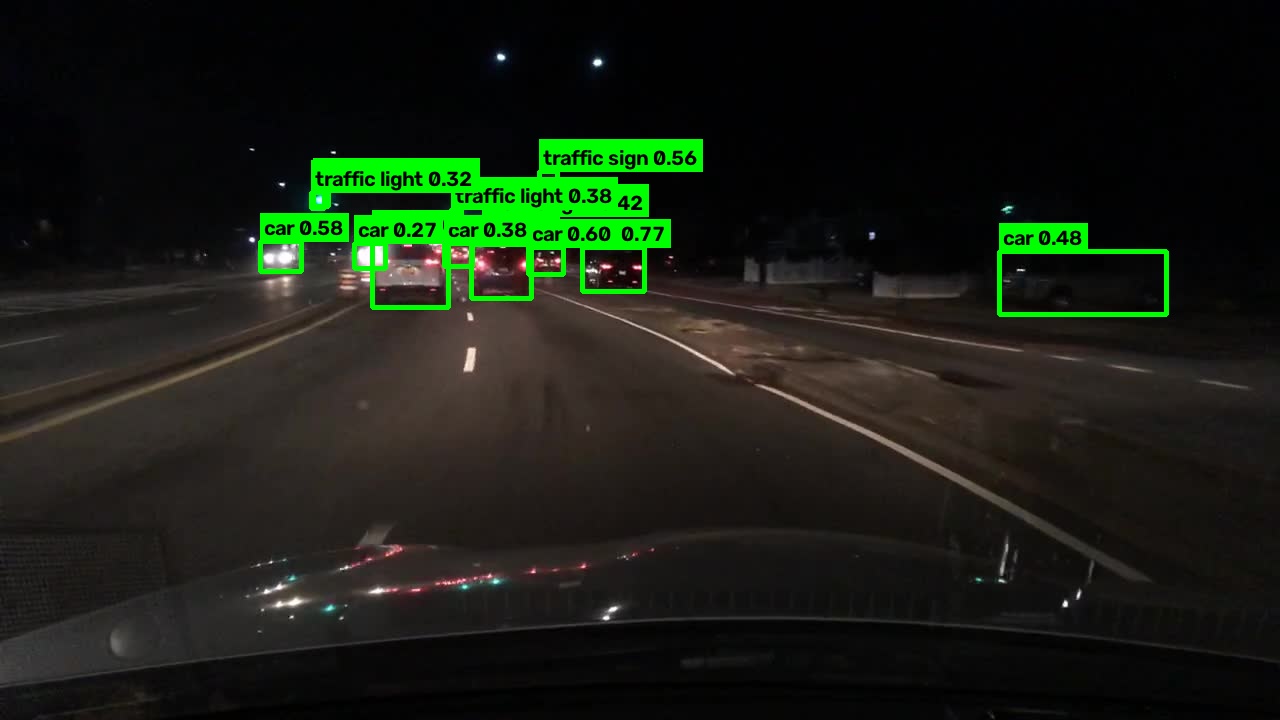 traffic sign 0.56
traffic light 0.32
traffic light 0.38
42
car 0.58
car 0.27
car 0.38
car 0.60
0.77
car 0.48